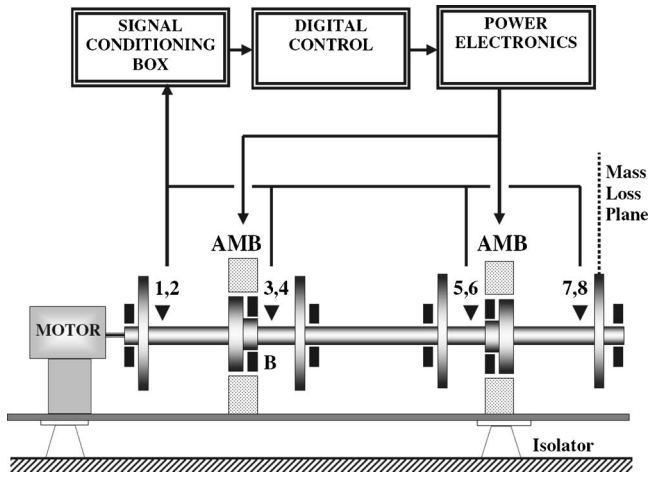 SIGNAL
CONDITIONING
BOX
DIGITAL
CONTROL
POWER
ELECTRONICS
Mass
Loss
Plane
AMB
AMB
1,2
3,4
5,6
7,8
MOTOR
B
Isolator